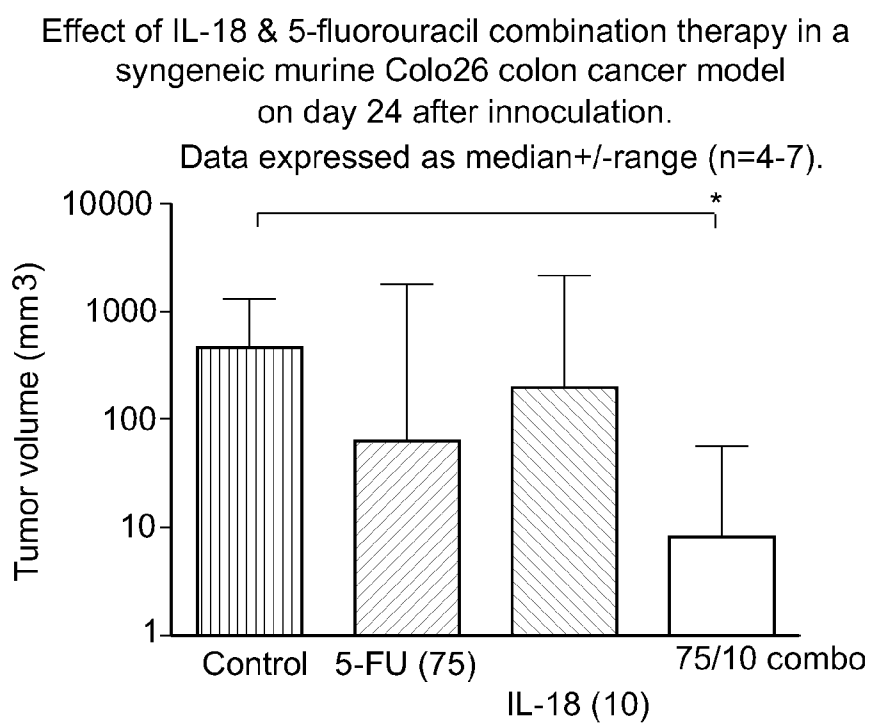 Effect of IL-18 & 5-fluorouracil combination therapy in a
syngeneic murine Colo26 colon cancer model
on day 24 after innoculation.
Data expressed as median+/-range (n=4-7).
10000
*
1000
100
10
1
Tumor volume (mm3)
Control
5-FU (75)
IL-18 (10)
75/10 combo